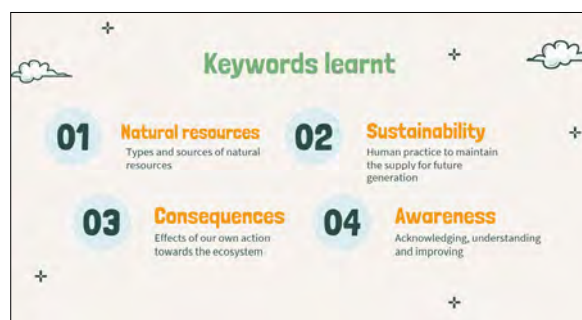 Keywords learnt
01
Natural resources
Types and sources of natural
resources
02
Sustainability
Human practice to maintain
the supply for future
generation
03
Consequences
Effects of our own action
towards the ecosystem
04
Awareness
Acknowledging, understanding
and improving